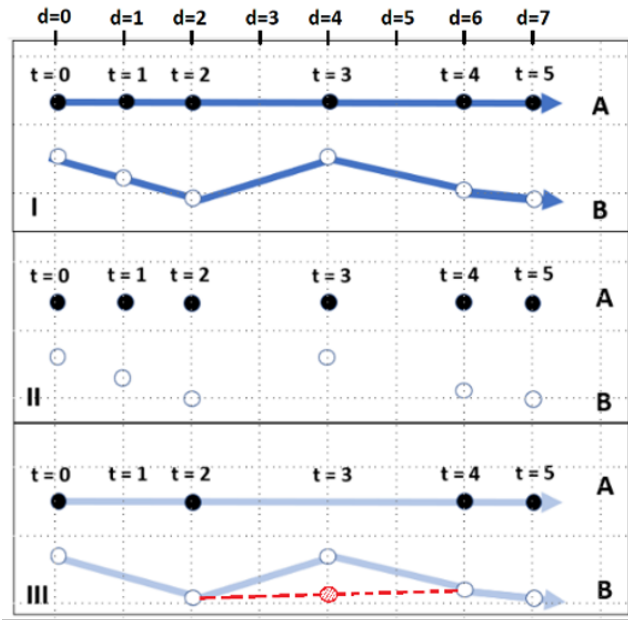 d=0 d=1 d=2 d=3 d=4 d=5 d=6 d=7
t = 0 t = 1 t = 2 t = 3 t = 4 t = 5
A
I B
t = 0 t = 1 t = 2 t = 3 t = 4 t = 5
A
II B
t = 0 t = 1 t = 2 t = 3 t = 4 t = 5
A
III B